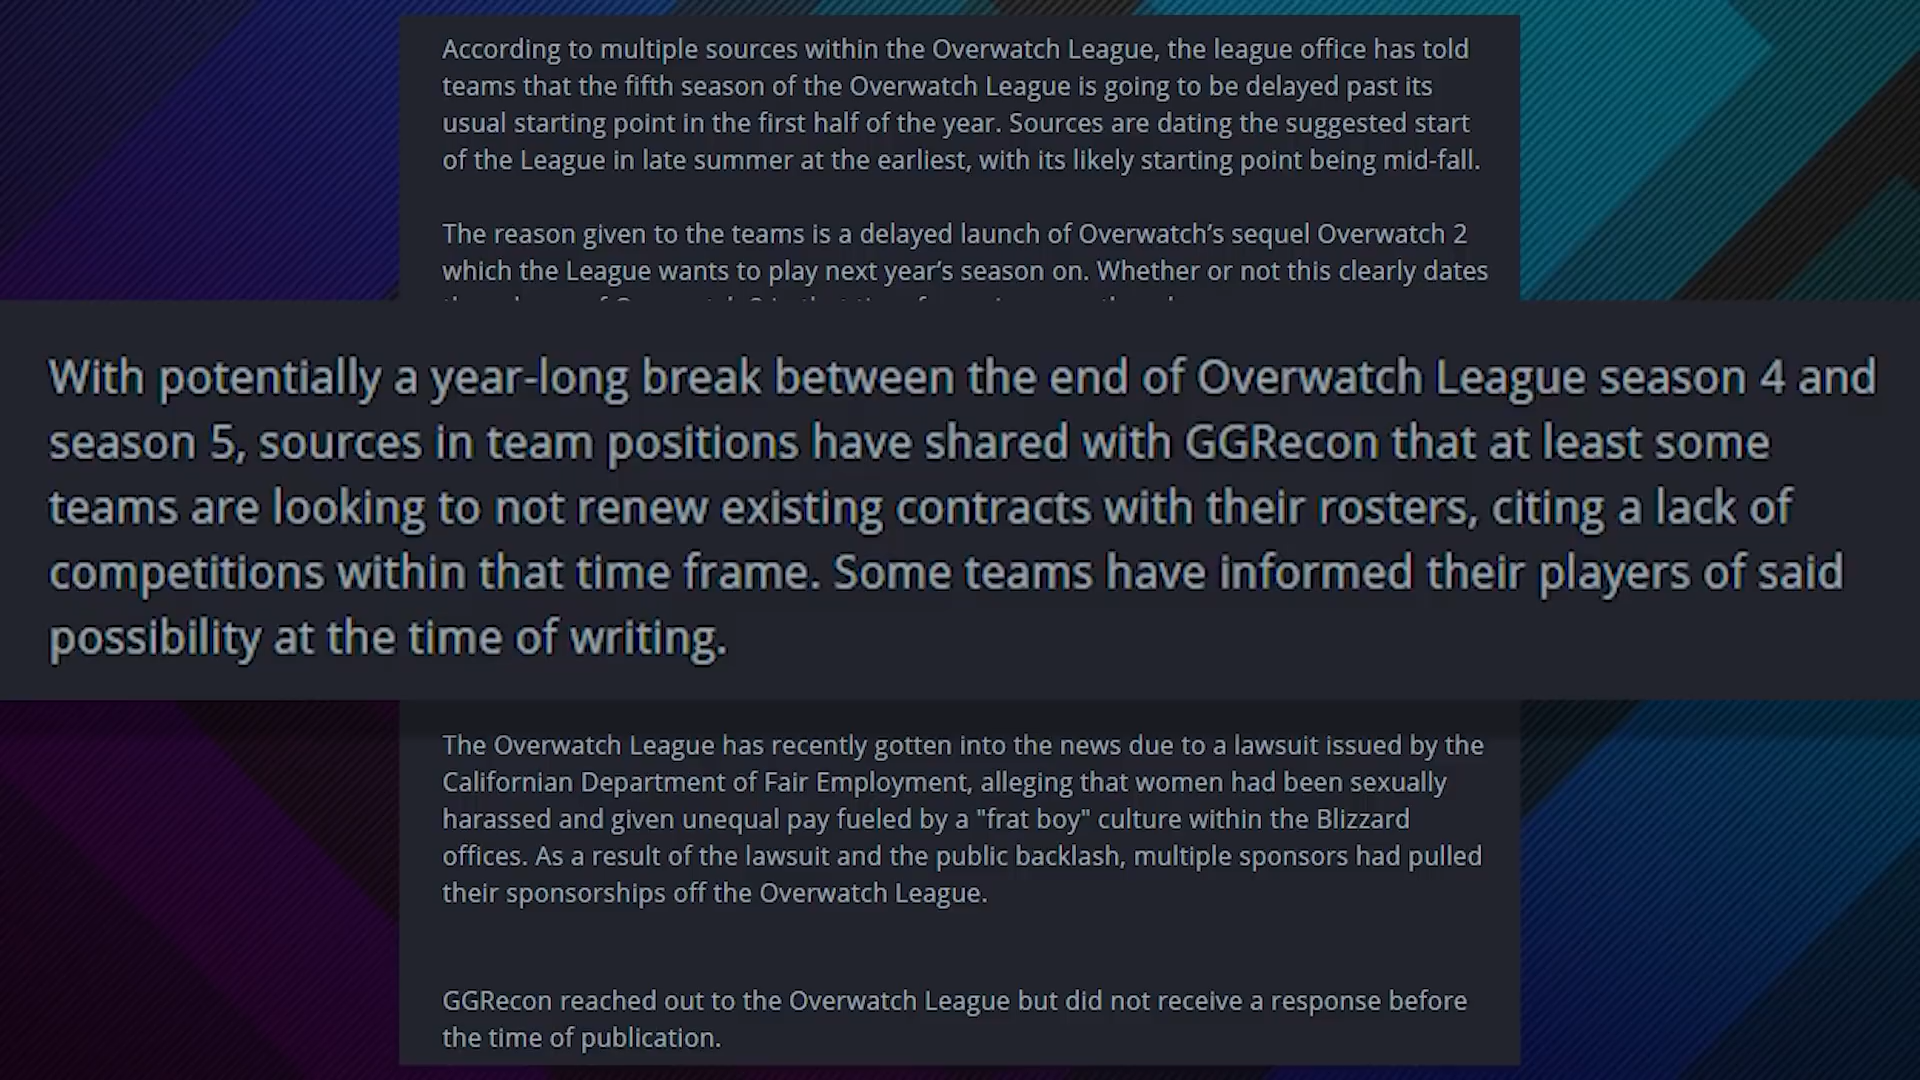 According to multiple sources within the Overwatch League, the league office has told
teams that the fifth season of the Overwatch League is going to be delayed past its
usual starting point in the first half of the year. Sources are dating the suggested start
of the League in late summer at the earliest, with its likely starting point being mid-fall.
The reason given to the teams is a delayed launch of Overwatch’s sequel Overwatch 2
which the League wants to play next year’s season on. Whether or not this clearly dates
With potentially a year-long break between the end of Overwatch League season 4 and
season 5, sources in team positions have shared with GGRecon that at least some
teams are looking to not renew existing contracts with their rosters, citing a lack of
competitions within that time frame. Some teams have informed their players of said
possibility at the time of writing.
The Overwatch League has recently gotten into the news due to a lawsuit issued by the
Californian Department of Fair Employment, alleging that women had been sexually
harassed and given unequal pay fueled by a "frat boy" culture within the Blizzard
offices. As a result of the lawsuit and the public backlash, multiple sponsors had pulled
their sponsorships off the Overwatch League.
GGRecon reached out to the Overwatch League but did not receive a response before
the time of publication.